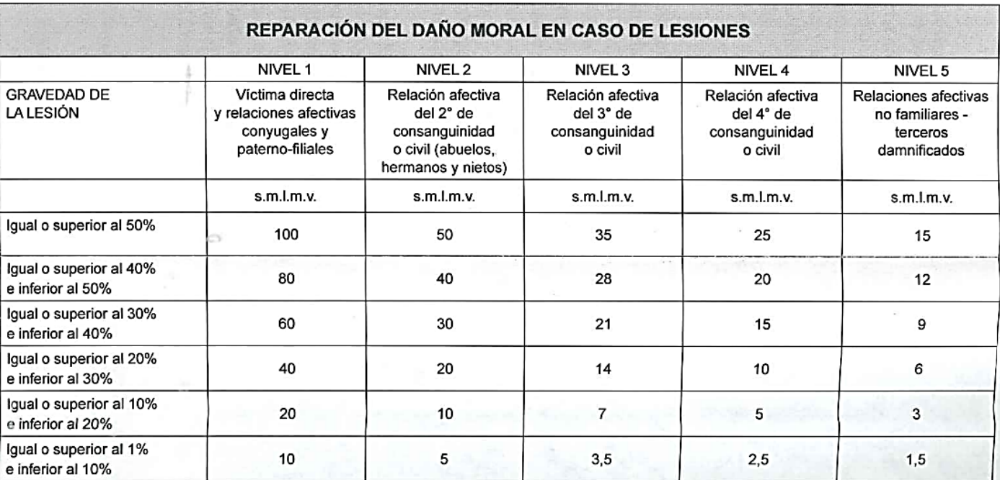 REPARACIÓN DEL DAÑO MORAL EN CASO DE LESIONES
NIVEL 1 NIVEL 2 NIVEL 3 NIVEL 4 NIVEL 5
GRAVEDAD DE
LA LESIÓN
Víctima directa
y relaciones afectivas
conyugales y
paterno-filiales
Relación afectiva
del 2° de
consanguinidad
o civil (abuelos,
hermanos y nietos)
Relación afectiva
del 3° de
consanguinidad
o civil
Relación afectiva
del 4° de
consanguinidad
o civil
Relaciones afectivas
no familiares -
terceros
damnificados
s.m.l.m.v. s.m.l.m.v. s.m.l.m.v. s.m.l.m.v. s.m.l.m.v.
Igual o superior al 50% 100 50 35 25 15
Igual o superior al 40%
e inferior al 50%
80 40 28 20 12
Igual o superior al 30%
e inferior al 40%
60 30 21 15 9
Igual o superior al 20%
e inferior al 30%
40 20 14 10 6
Igual o superior al 10%
e inferior al 20%
20 10 7 5 3
Igual o superior al 1%
e inferior al 10%
10 5 3,5 2,5 1.5